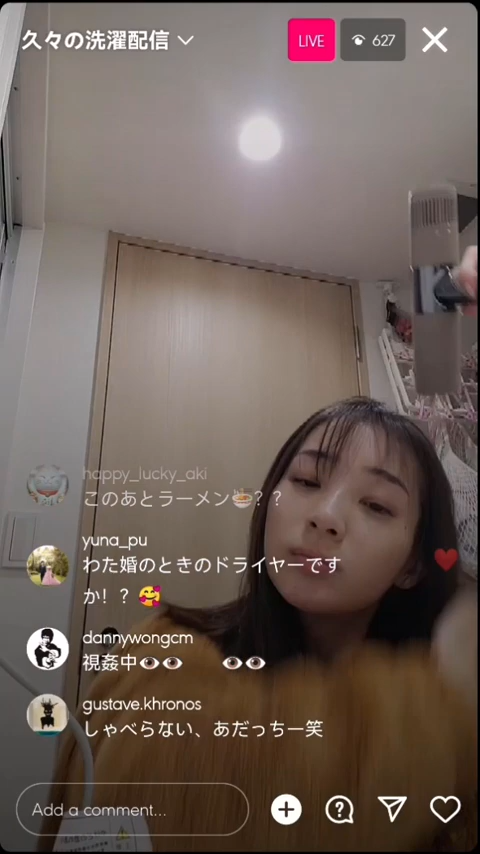 久々の洗濯配信
LIVE
627
happy_lucky_aki
このあとラーメン🍜？？
yuna_pu
わた婚のときのドライヤーです
か！？🥰
dannywongcm
視姦中👁👁 👁👁
gustave.khronos
しゃべらない、あだっちー笑
Add a comment...